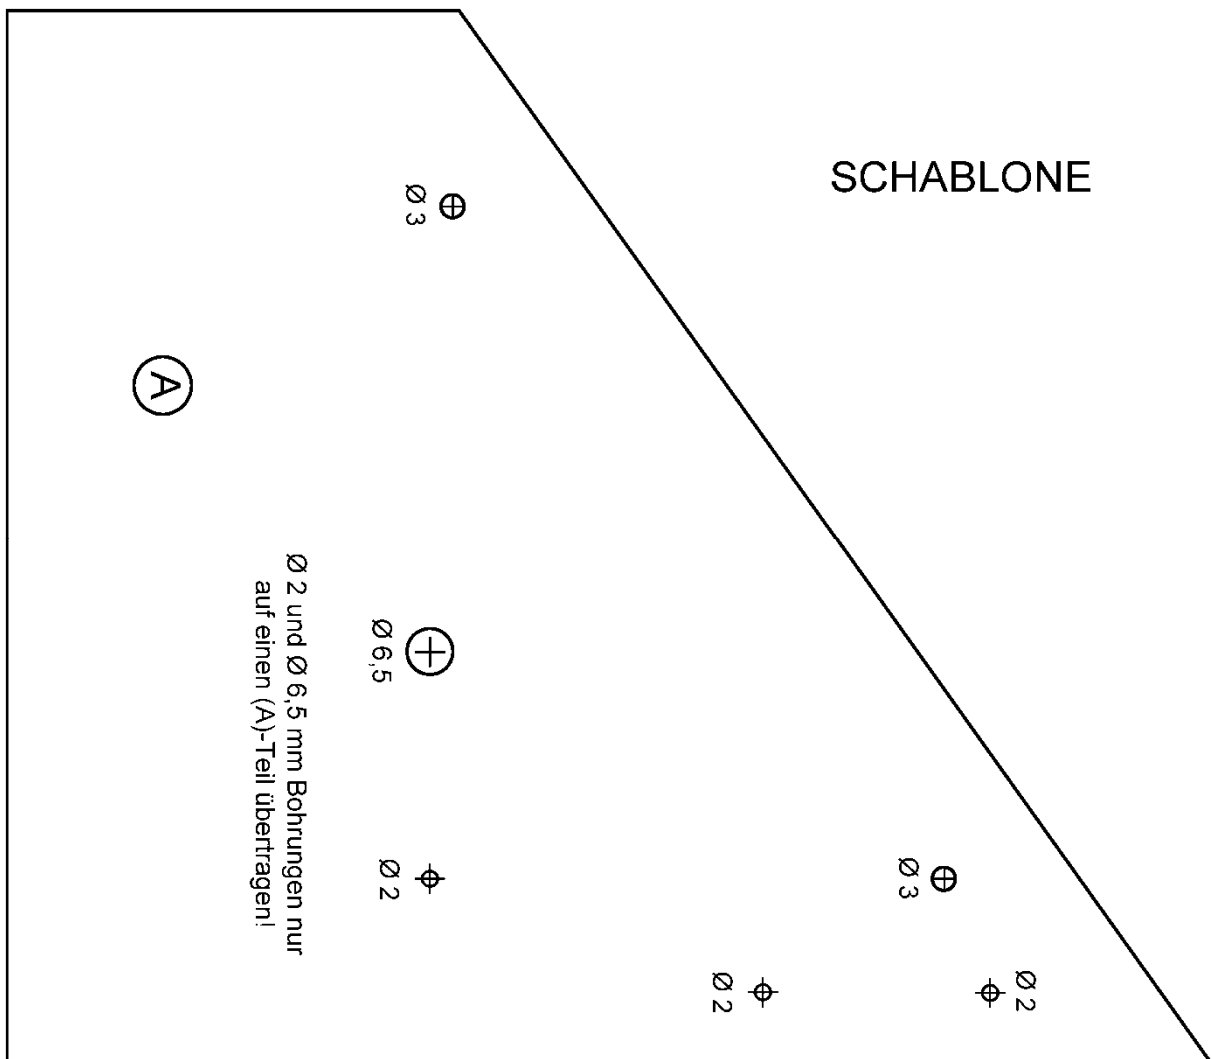 SCHABLONE
Ø 3
A
Ø 6,5
Ø 2 und Ø 6,5 mm Bohrungen nur
auf einen (A)-Teil übertragen!
Ø 2
Ø 3
Ø 2
Ø 2